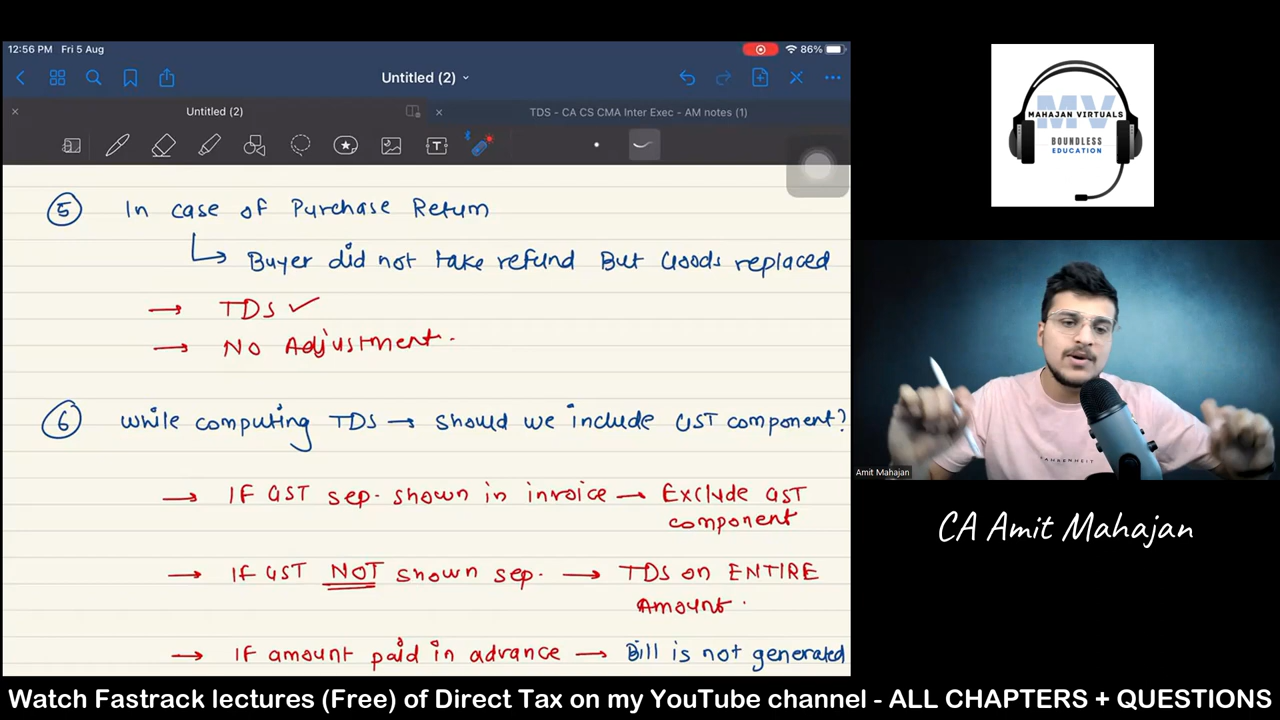 12:56 PM Fri 5 Aug
86%
Untitled (2)
Untitled (2)
TDS - CA CS CMA Inter Exec - AM notes (1)
5 In case of Purchase Return
Buyer did not take refund But Goods replaced
→ TDS ✓
→ No Adjustment.
6 while computing TDS → should we include GST component?
→ If GST sep. shown in invoice → Exclude GST
component
→ If GST NOT shown sep. → TDS on ENTIRE
Amount.
→ If amount paid in advance → Bill is not generated
MV
MAHAJAN VIRTUALS
BOUNDLESS
EDUCATION
FAHRENHEIT
Amit Mahajan
CA Amit Mahajan
Watch Fastrack lectures (Free) of Direct Tax on my YouTube channel - ALL CHAPTERS + QUESTIONS